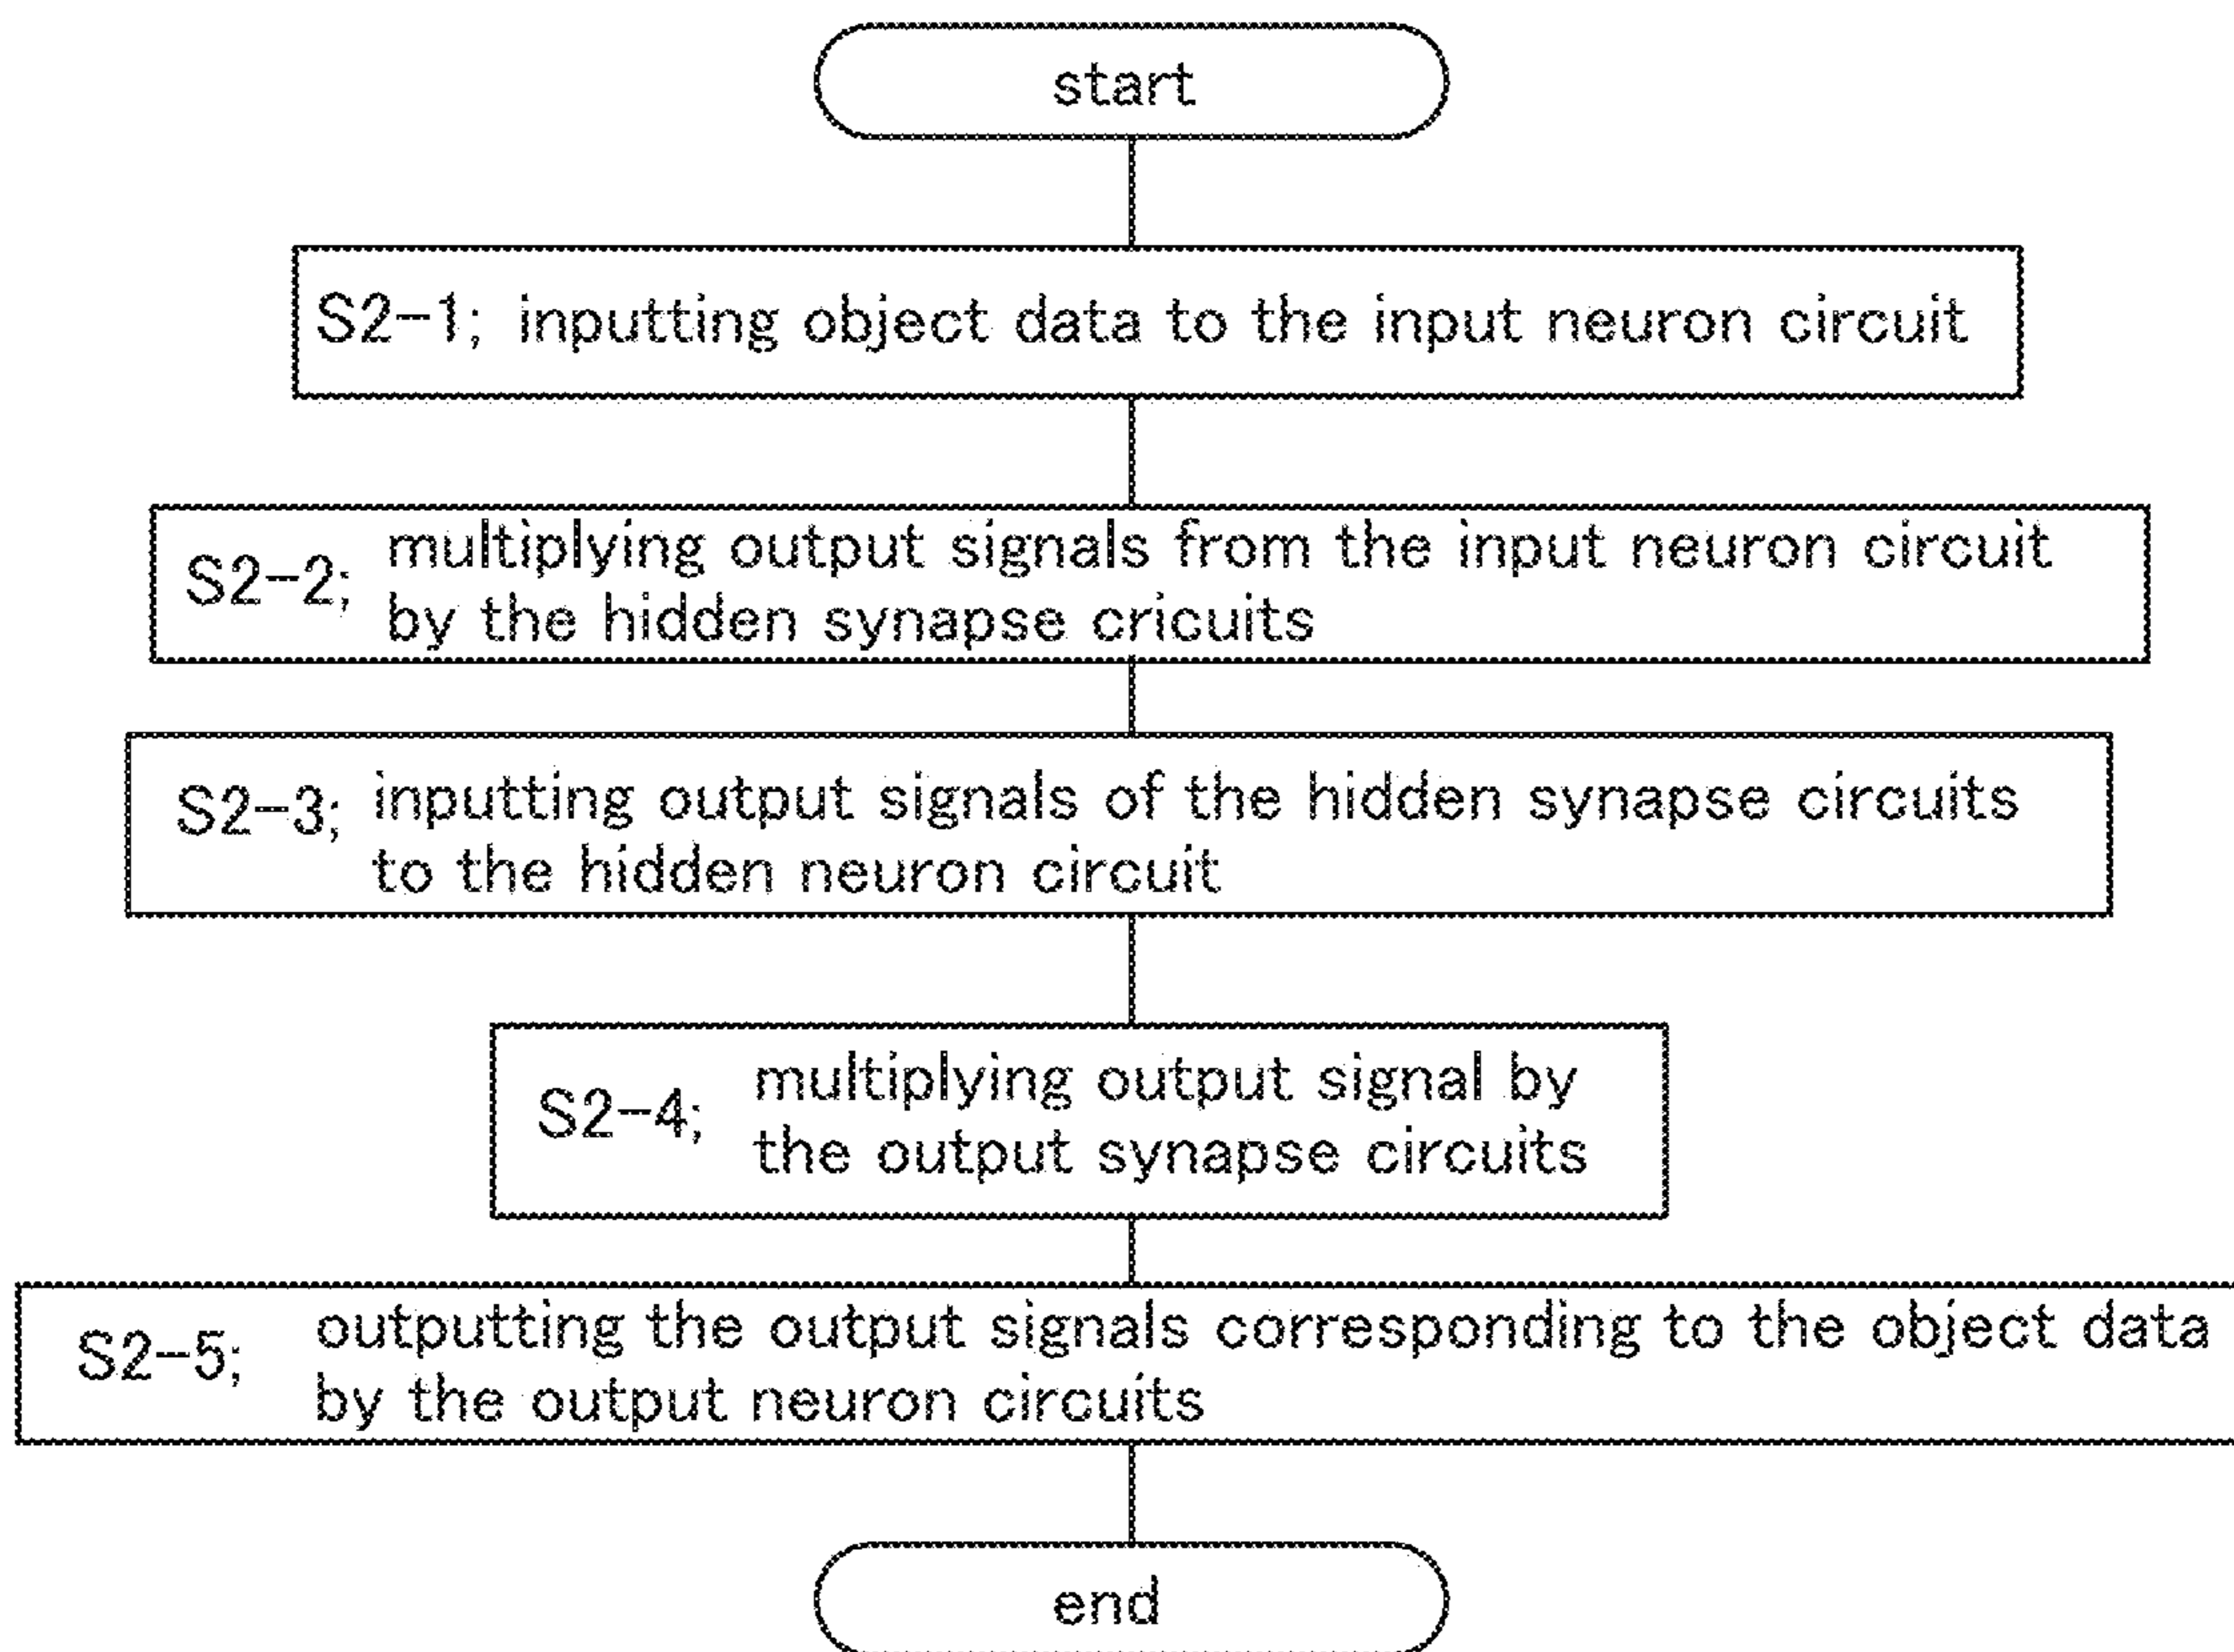 start
S2-1; inputting object data to the input neuron circuit
S2-2; multiplying output signals from the input neuron circuit
by the hidden synapse cricuits
S2-3; inputting output signals of the hidden synapse circuits
to the hidden neuron circuit
S2-4; multiplying output signal by
the output synapse circuits
S2-5; outputting the output signals corresponding to the object data
by the output neuron circuits
end